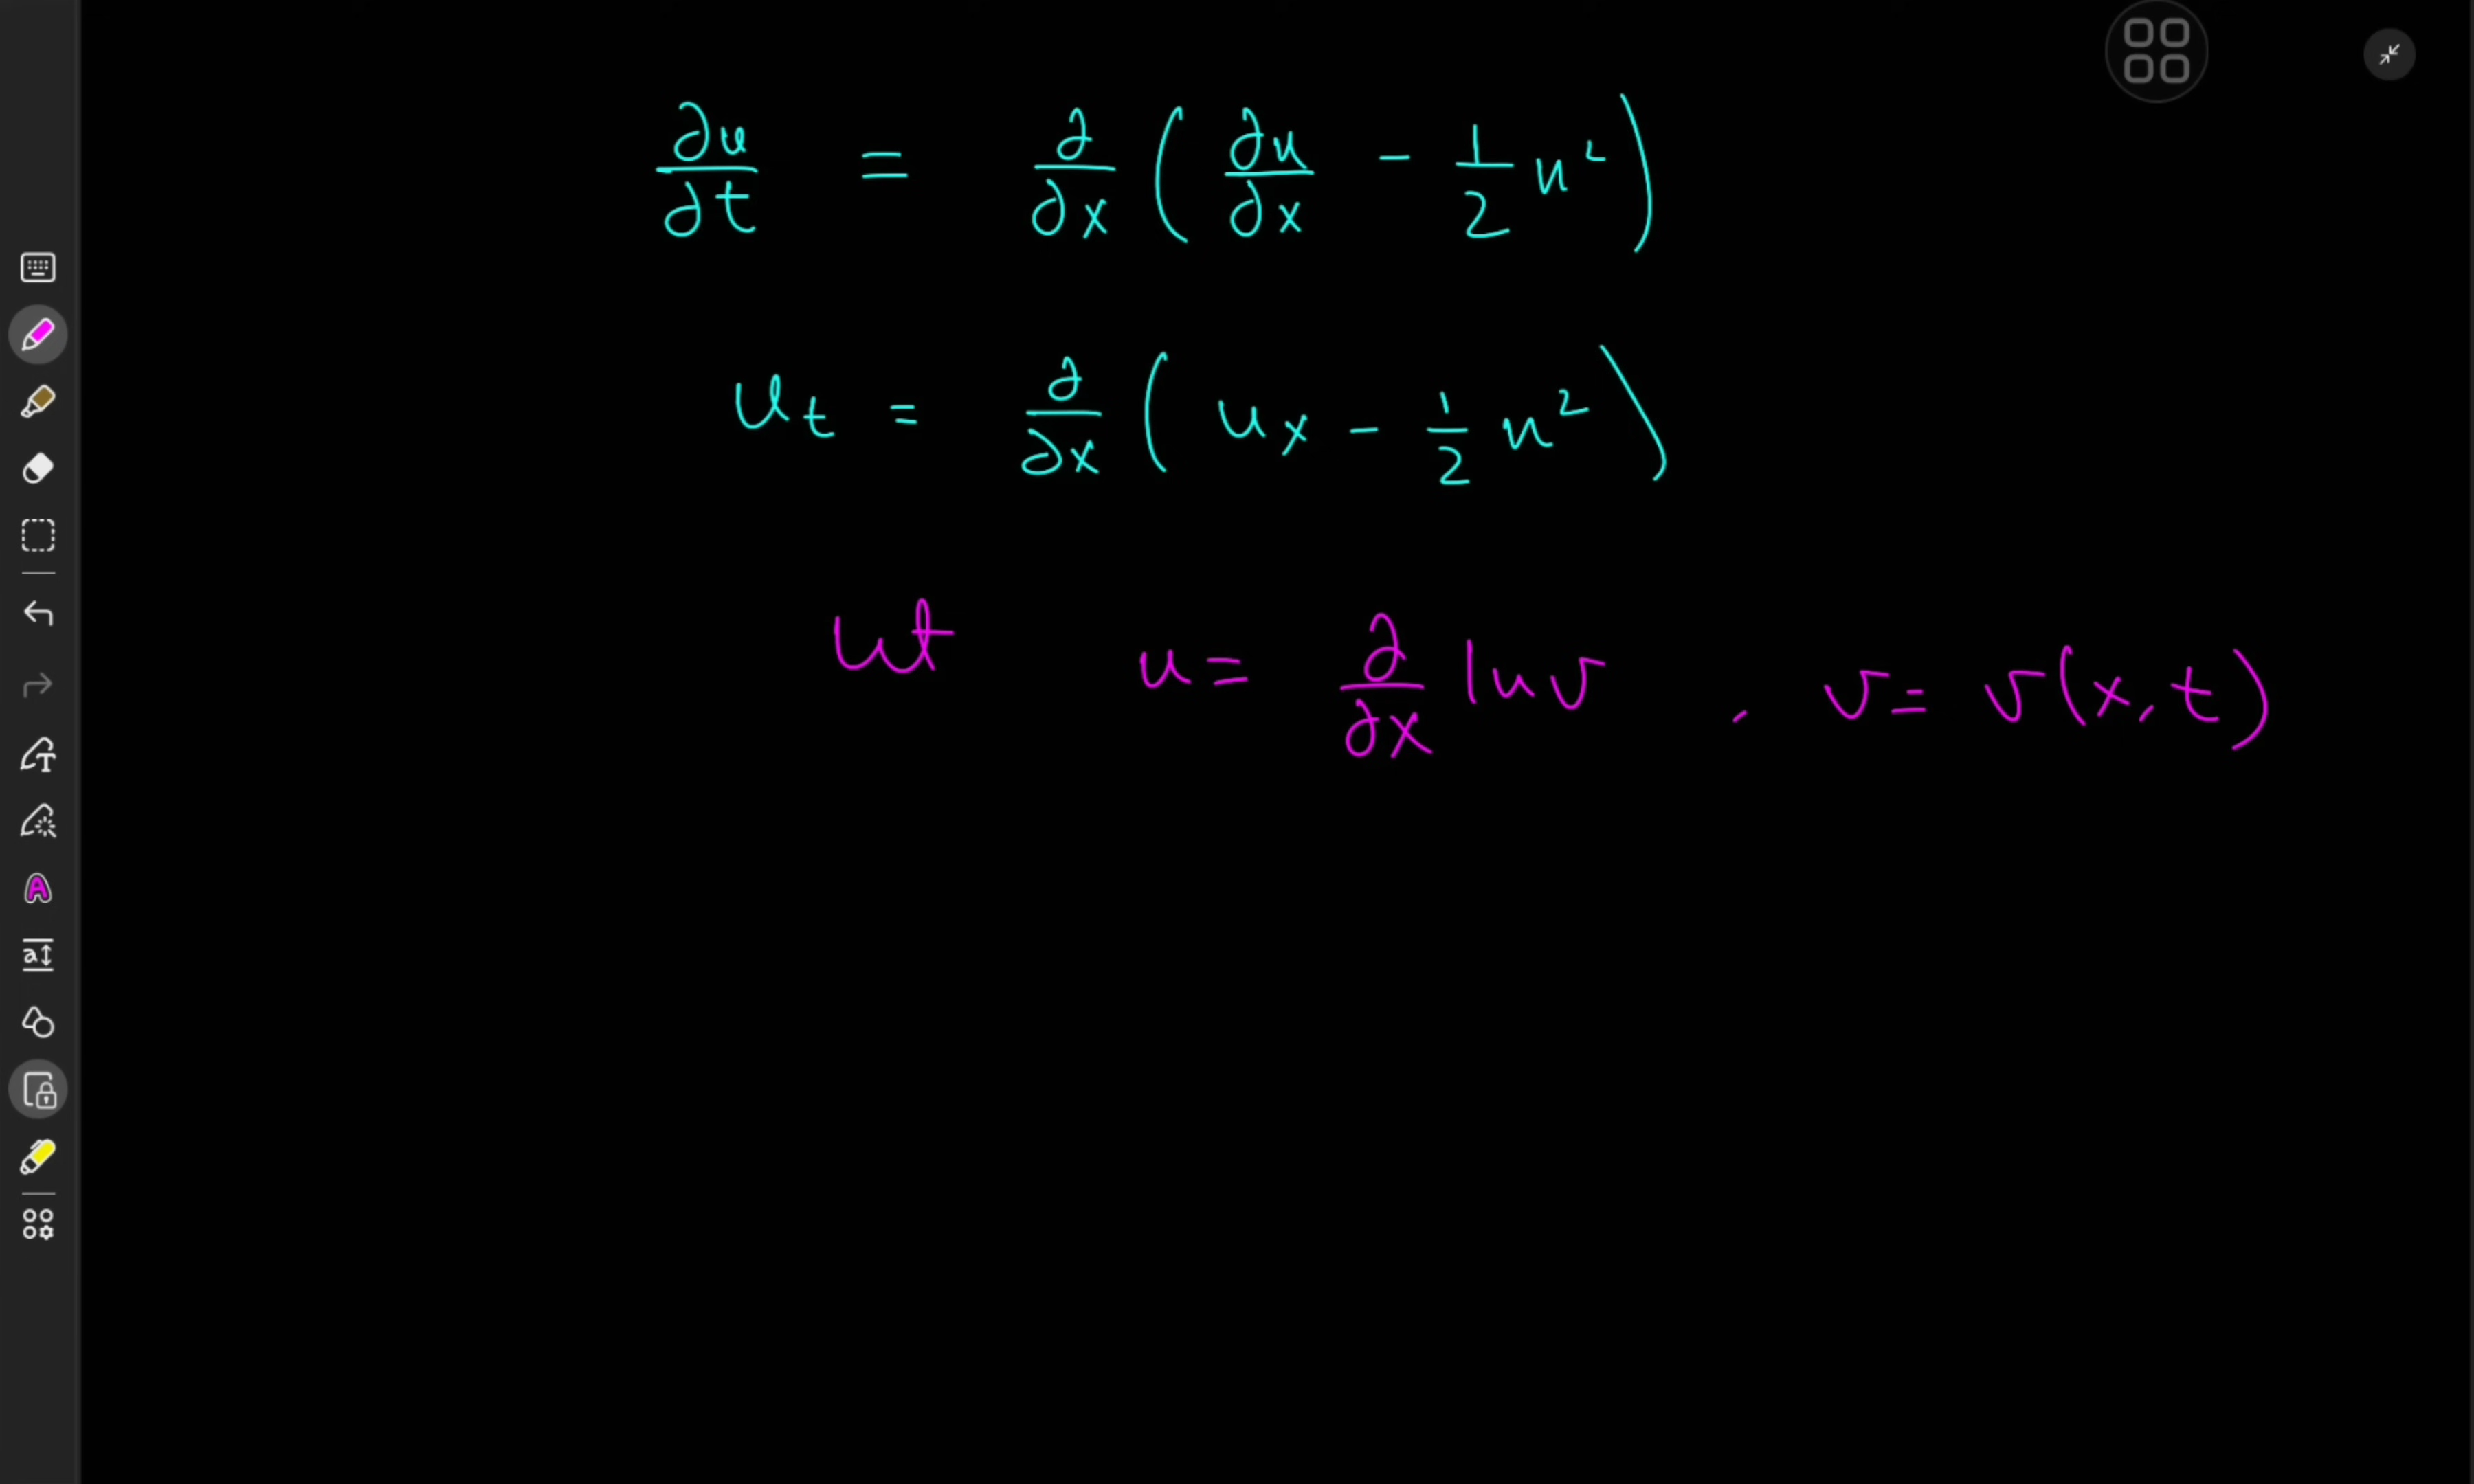 ∂u/∂t = ∂/∂x ( ∂u/∂x - 1/2 u² )
u_t = ∂/∂x ( u_x - 1/2 u² )
ut u = ∂/∂x ln v , v = v(x, t)